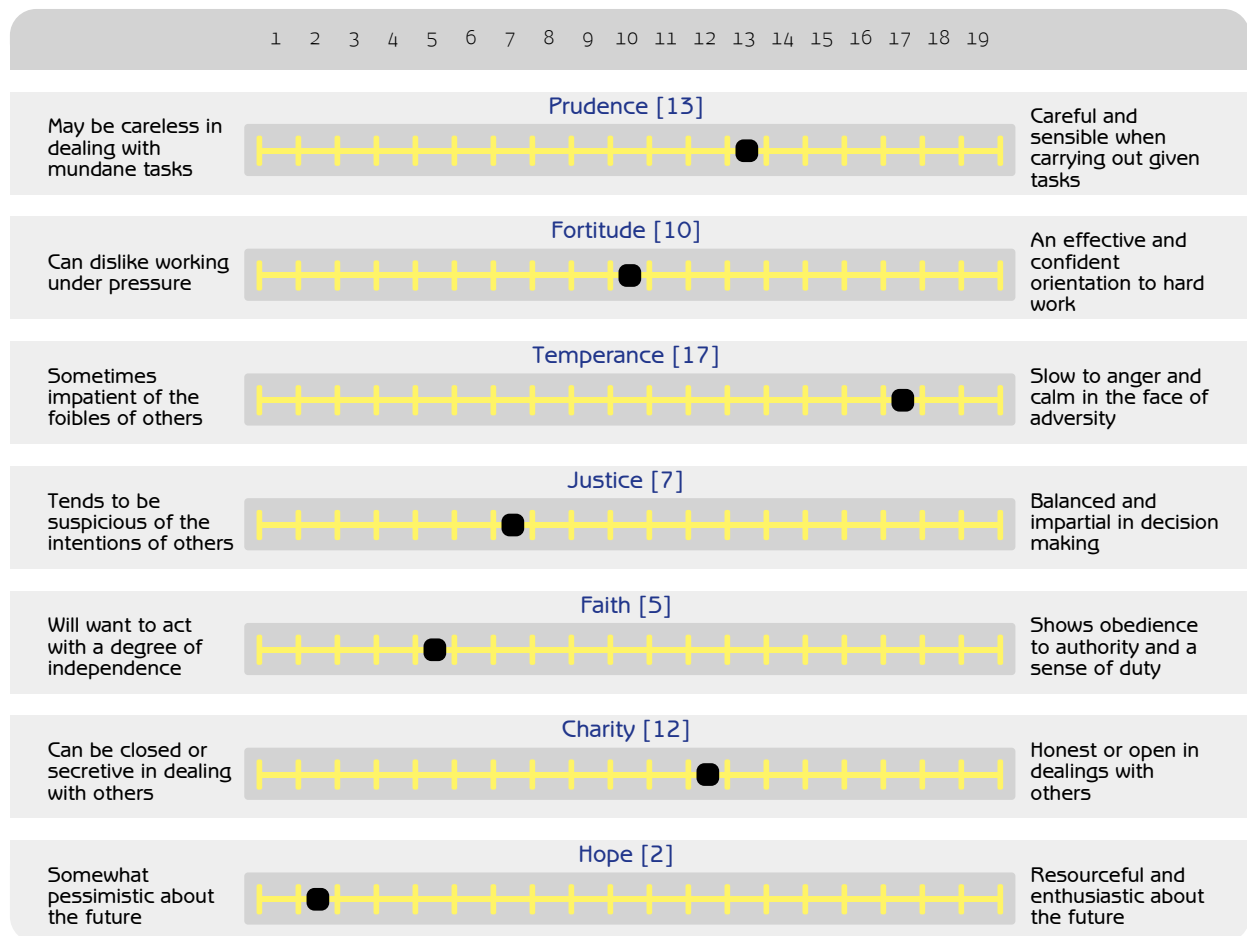 1 2 3 4 5 6 7 8 9 10 11 12 13 14 15 16 17 18 19
Prudence [13]
May be careless in
dealing with
mundane tasks
Careful and
sensible when
carrying out given
tasks
Fortitude [10]
Can dislike working
under pressure
An effective and
confident
orientation to hard
work
Temperance [17]
Sometimes
impatient of the
foibles of others
Slow to anger and
calm in the face of
adversity
Justice [7]
Tends to be
suspicious of the
intentions of others
Balanced and
impartial in decision
making
Faith [5]
Will want to act
with a degree of
independence
Shows obedience
to authority and a
sense of duty
Charity [12]
Can be closed or
secretive in dealing
with others
Honest or open in
dealings with
others
Hope [2]
Somewhat
pessimistic about
the future
Resourceful and
enthusiastic about
the future